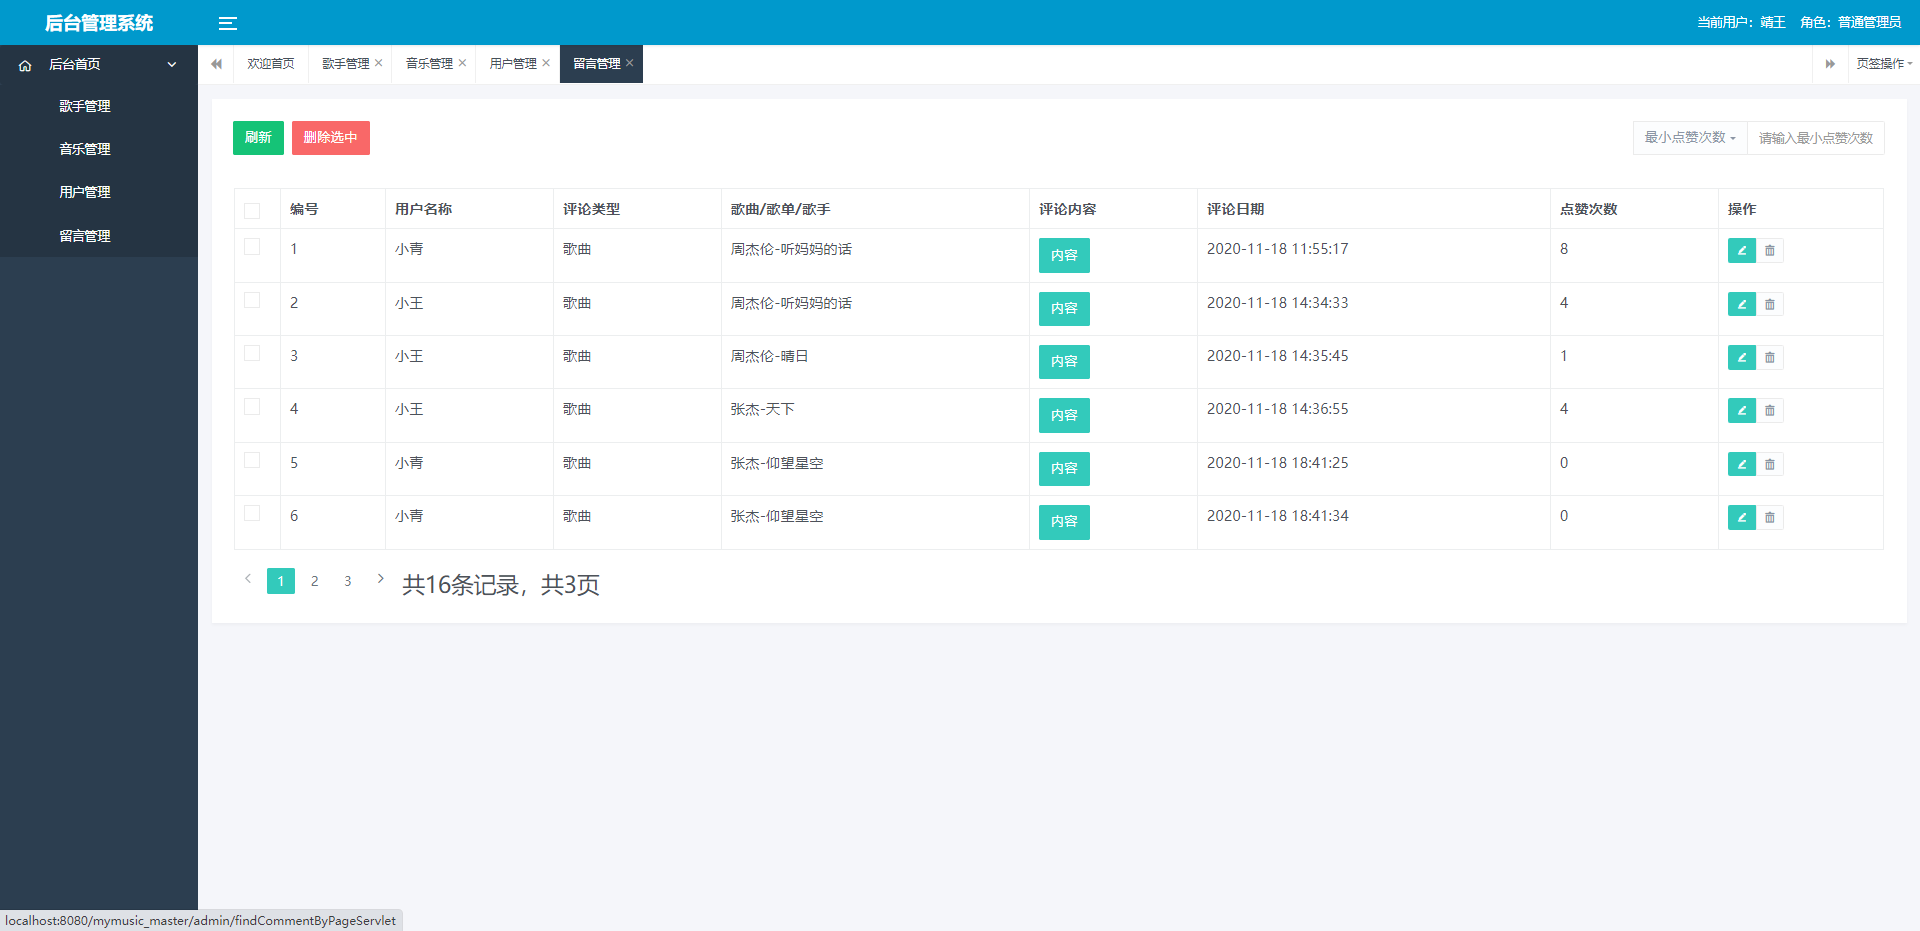 后台管理系统
当前用户：靖王 角色：普通管理员
后台首页
歌手管理
音乐管理
用户管理
留言管理
欢迎首页 歌手管理 音乐管理 用户管理 留言管理 页签操作
刷新 删除选中 最小点赞次数 请输入最小点赞次数
编号 用户名称 评论类型 歌曲/歌单/歌手 评论内容 评论日期 点赞次数 操作
1 小青 歌曲 周杰伦-听妈妈的话 内容 2020-11-18 11:55:17 8
2 小王 歌曲 周杰伦-听妈妈的话 内容 2020-11-18 14:34:33 4
3 小王 歌曲 周杰伦-晴日 内容 2020-11-18 14:35:45 1
4 小王 歌曲 张杰-天下 内容 2020-11-18 14:36:55 4
5 小青 歌曲 张杰-仰望星空 内容 2020-11-18 18:41:25 0
6 小青 歌曲 张杰-仰望星空 内容 2020-11-18 18:41:34 0
1 2 3 共16条记录，共3页
localhost:8080/mymusic_master/admin/findCommentByPageServlet